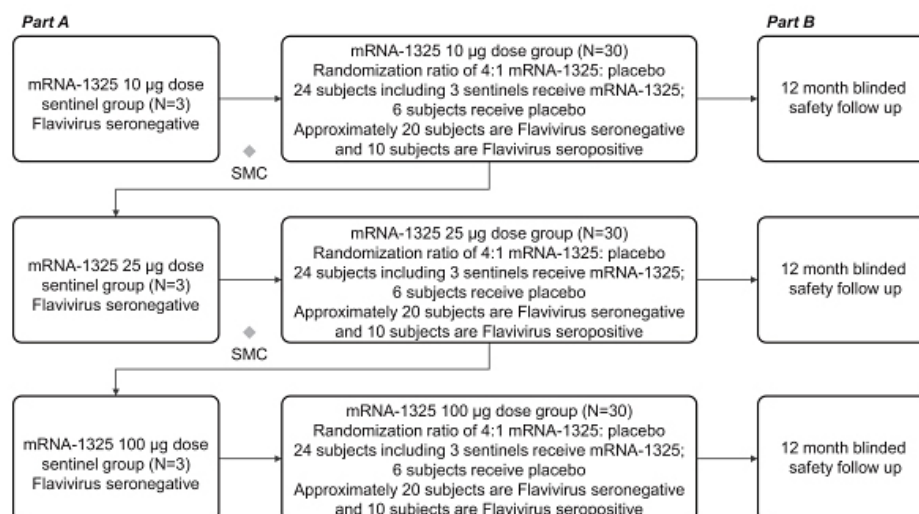 Part A
Part B
mRNA-1325 10 µg dose
sentinel group (N=3)
Flavivirus seronegative
mRNA-1325 10 µg dose group (N=30)
Randomization ratio of 4:1 mRNA-1325: placebo
24 subjects including 3 sentinels receive mRNA-1325;
6 subjects receive placebo
Approximately 20 subjects are Flavivirus seronegative
and 10 subjects are Flavivirus seropositive
12 month blinded
safety follow up
SMC
mRNA-1325 25 µg dose
sentinel group (N=3)
Flavivirus seronegative
mRNA-1325 25 µg dose group (N=30)
Randomization ratio of 4:1 mRNA-1325: placebo
24 subjects including 3 sentinels receive mRNA-1325;
6 subjects receive placebo
Approximately 20 subjects are Flavivirus seronegative
and 10 subjects are Flavivirus seropositive
12 month blinded
safety follow up
SMC
mRNA-1325 100 µg dose
sentinel group (N=3)
Flavivirus seronegative
mRNA-1325 100 µg dose group (N=30)
Randomization ratio of 4:1 mRNA-1325: placebo
24 subjects including 3 sentinels receive mRNA-1325;
6 subjects receive placebo
Approximately 20 subjects are Flavivirus seronegative
and 10 subjects are Flavivirus seropositive
12 month blinded
safety follow up